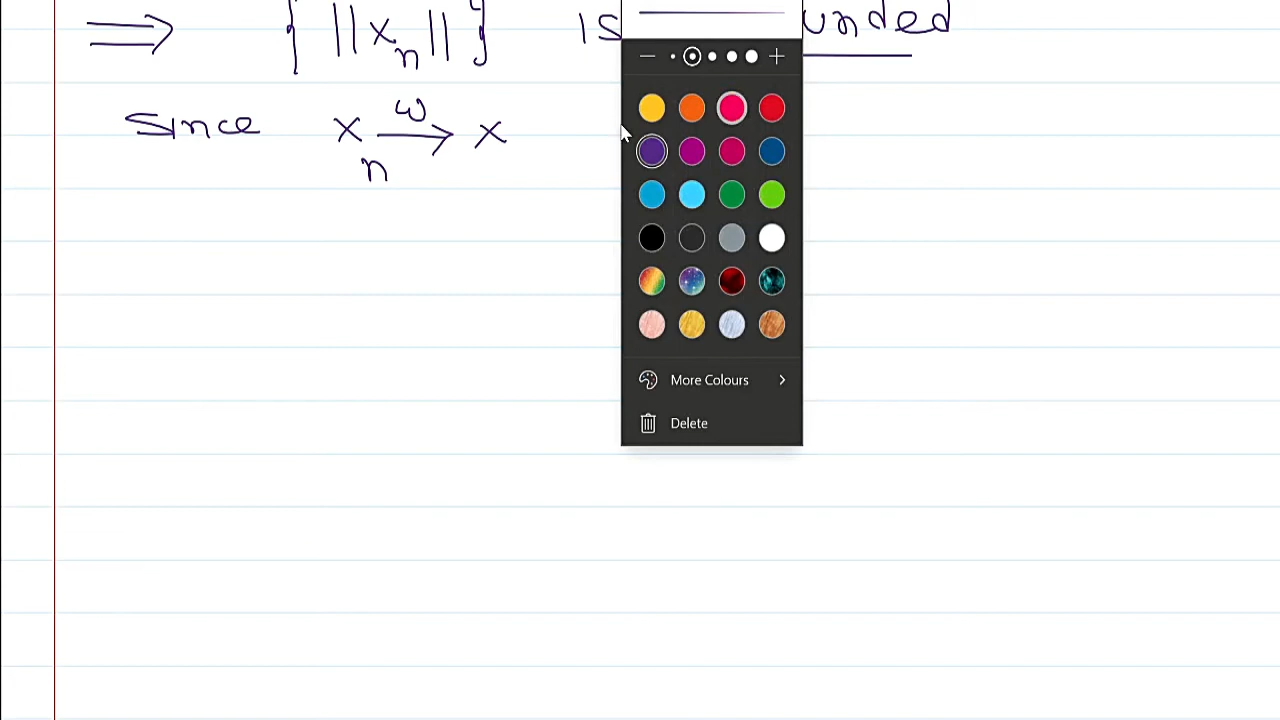 ⇒ { ||xₙ|| } is unded
Since xₙ —w→ x
More Colours
Delete